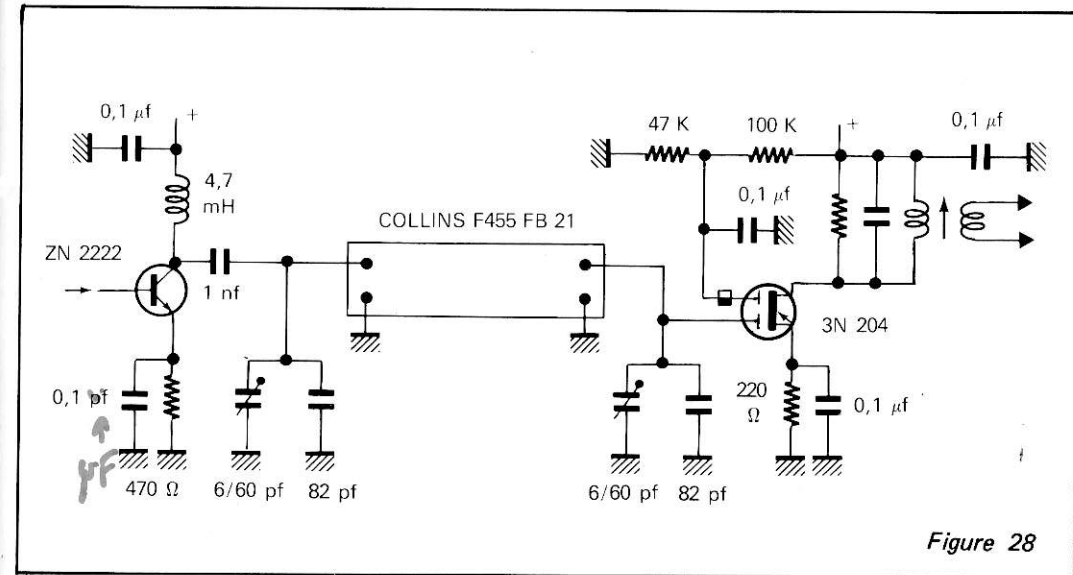 0,1 µf
+
4,7
mH
ZN 2222
1 nf
0,1 pf
µF
470 Ω
6/60 pf
82 pf
COLLINS F455 FB 21
47 K
100 K
+
0,1 µf
0,1 µf
3N 204
220
Ω
0,1 µf
6/60 pf
82 pf
Figure 28